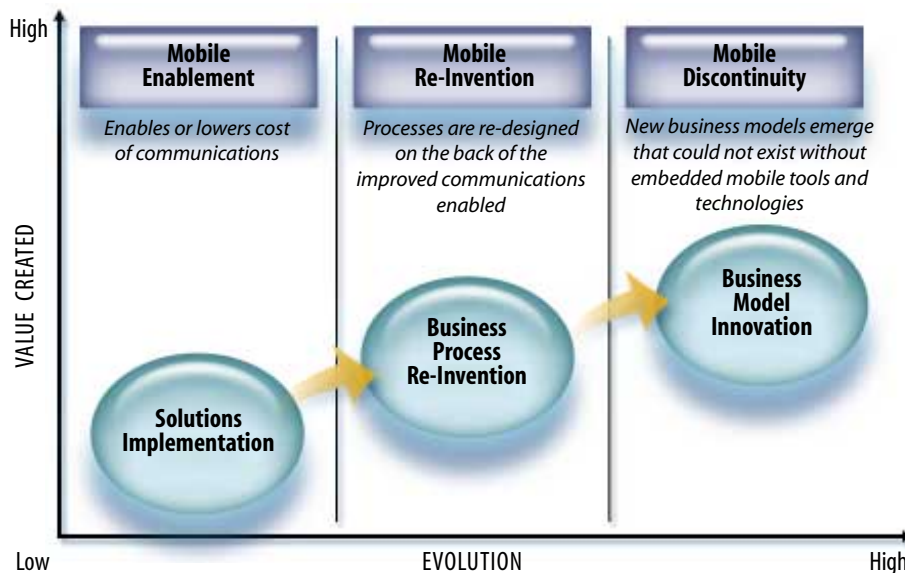 High
Mobile
Enablement
Enables or lowers cost
of communications
Mobile
Re-Invention
Processes are re-designed
on the back of the
improved communications
enabled
Mobile
Discontinuity
New business models emerge
that could not exist without
embedded mobile tools and
technologies
VALUE CREATED
Solutions
Implementation
Business
Process
Re-Invention
Business
Model
Innovation
Low
EVOLUTION
High